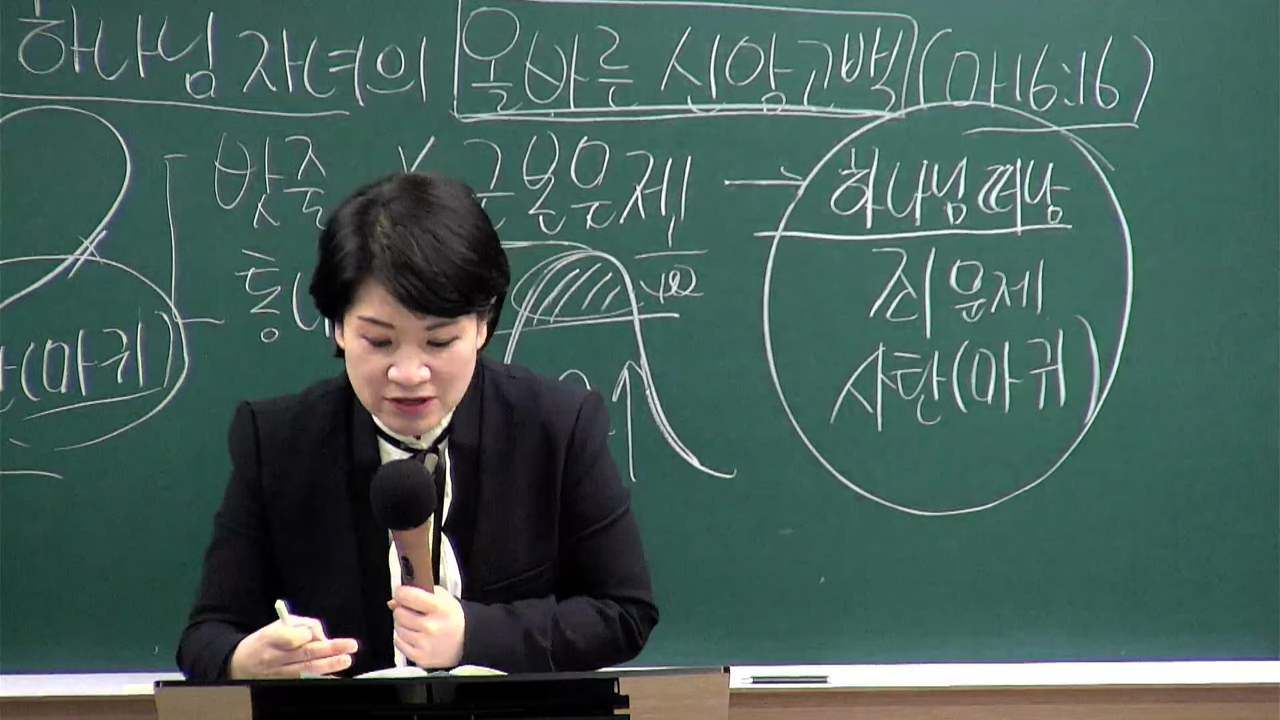 하나님 자녀의 올바른 신앙고백 (마16:16)
밧줄 근본문제 → 하나님 떠남
죄 문제
사탄(마귀)
(마귀)